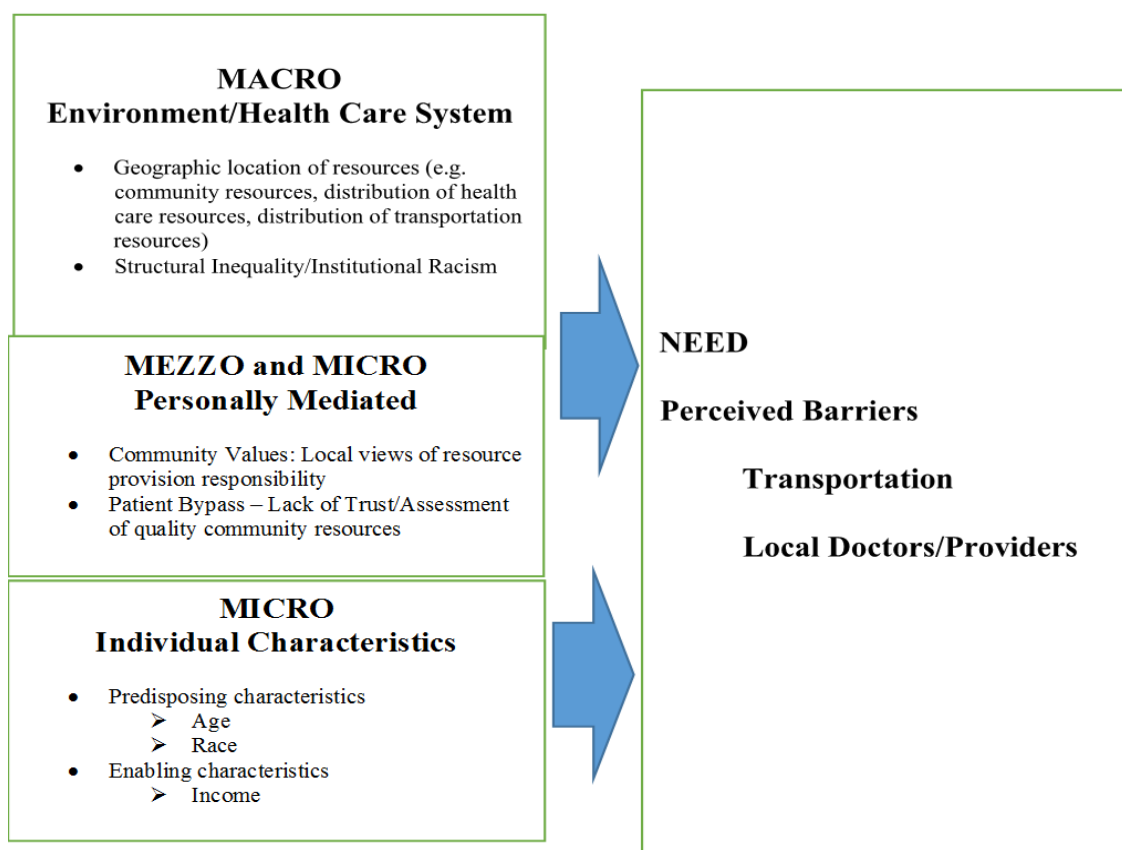 MACRO
Environment/Health Care System
• Geographic location of resources (e.g.
community resources, distribution of health
care resources, distribution of transportation
resources)
• Structural Inequality/Institutional Racism
MEZZO and MICRO
Personally Mediated
• Community Values: Local views of resource
provision responsibility
• Patient Bypass – Lack of Trust/Assessment
of quality community resources
MICRO
Individual Characteristics
• Predisposing characteristics
➢ Age
➢ Race
• Enabling characteristics
➢ Income
NEED
Perceived Barriers
Transportation
Local Doctors/Providers